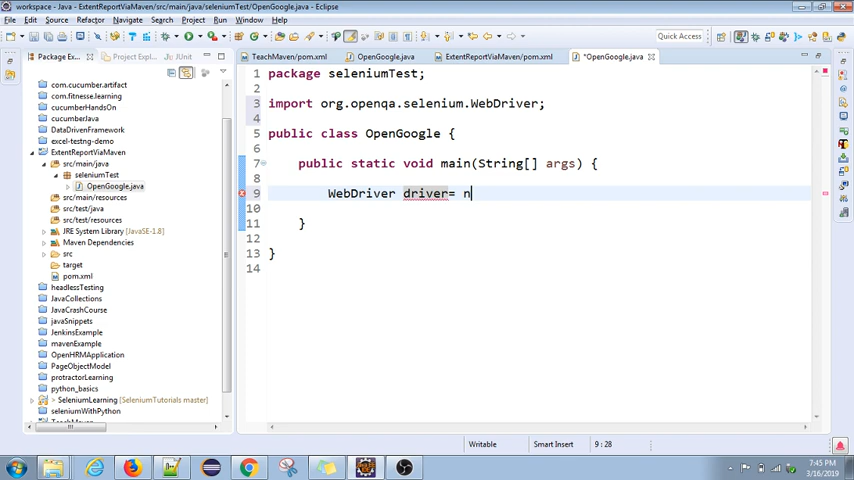 workspace - Java - ExtentReportViaMaven/src/main/java/seleniumTest/OpenGoogle.java - Eclipse
File Edit Source Refactor Navigate Search Project Run Window Help
Quick Access
Package Ex... Project Explor...
TeachMaven/pom.xml OpenGoogle.java ExtentReportViaMaven/pom.xml *OpenGoogle.java
com.cucumber.artifact
com.fitnesse.learning
cucumberHandsOn
cucumberJava
DataDrivenFramework
excel-testng-demo
ExtentReportViaMaven
src/main/java
seleniumTest
OpenGoogle.java
src/main/resources
src/test/java
src/test/resources
JRE System Library [JavaSE-1.8]
Maven Dependencies
src
target
pom.xml
headlessTesting
JavaCollections
JavaCrashCourse
javaSnippets
JenkinsExample
mavenExample
OpenHRMApplication
PageObjectModel
protractorLearning
python_basics
> SeleniumLearning [SeleniumTutorials master]
seleniumWithPython
1 package seleniumTest;
2
3 import org.openqa.selenium.WebDriver;
4
5 public class OpenGoogle {
6
7 public static void main(String[] args) {
8
9 WebDriver driver= n
10
11 }
12
13 }
14
Writable Smart Insert 9 : 28
7:45 PM
3/16/2019